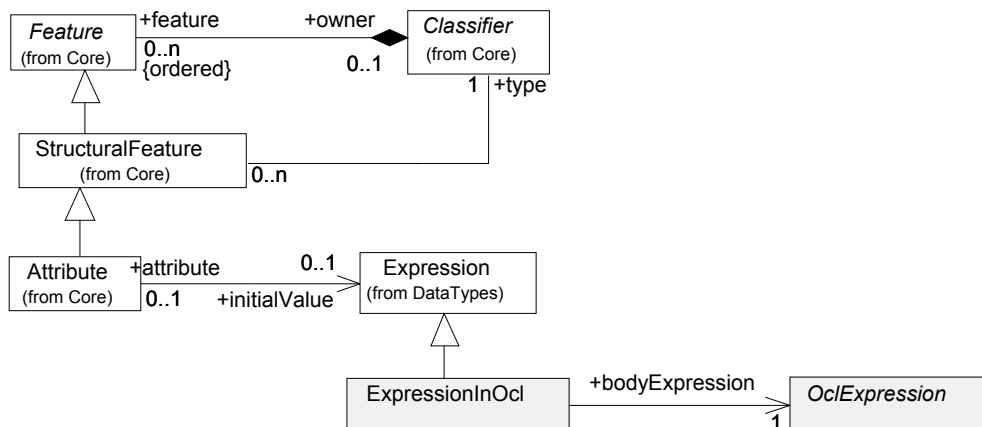 Feature
(from Core)
+feature
0..n
{ordered}
+owner
0..1
Classifier
(from Core)
1
+type
StructuralFeature
(from Core)
0..n
Attribute
(from Core)
+attribute
0..1
0..1
+initialValue
Expression
(from DataTypes)
ExpressionInOcl
+bodyExpression
1
OclExpression